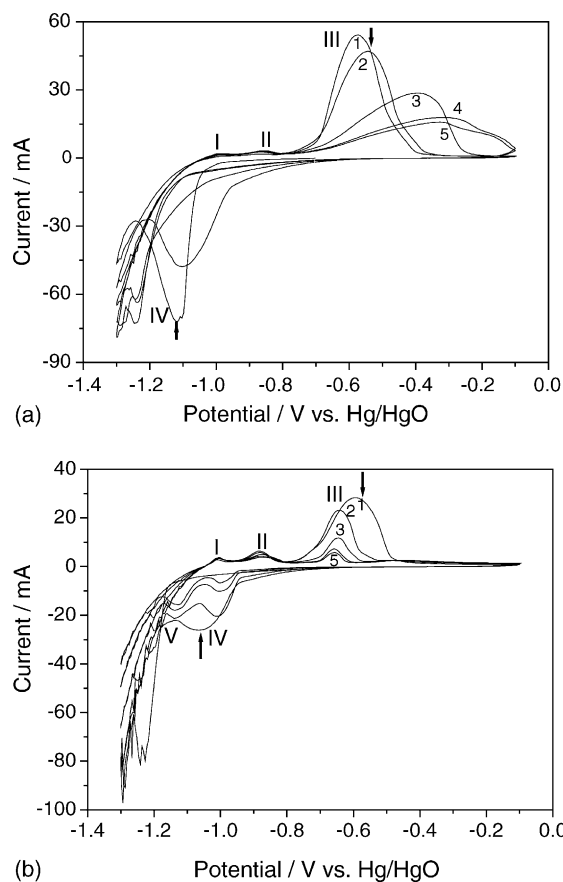 60
30
0
-30
-60
-90
Current / mA
III
1
2
3
4
5
I
II
IV
-1.4 -1.2 -1.0 -0.8 -0.6 -0.4 -0.2 0.0
(a) Potential / V vs. Hg/HgO
40
20
0
-20
-40
-60
-80
-100
Current / mA
III
2 1
3
5
I
II
V IV
-1.4 -1.2 -1.0 -0.8 -0.6 -0.4 -0.2 0.0
(b) Potential / V vs. Hg/HgO